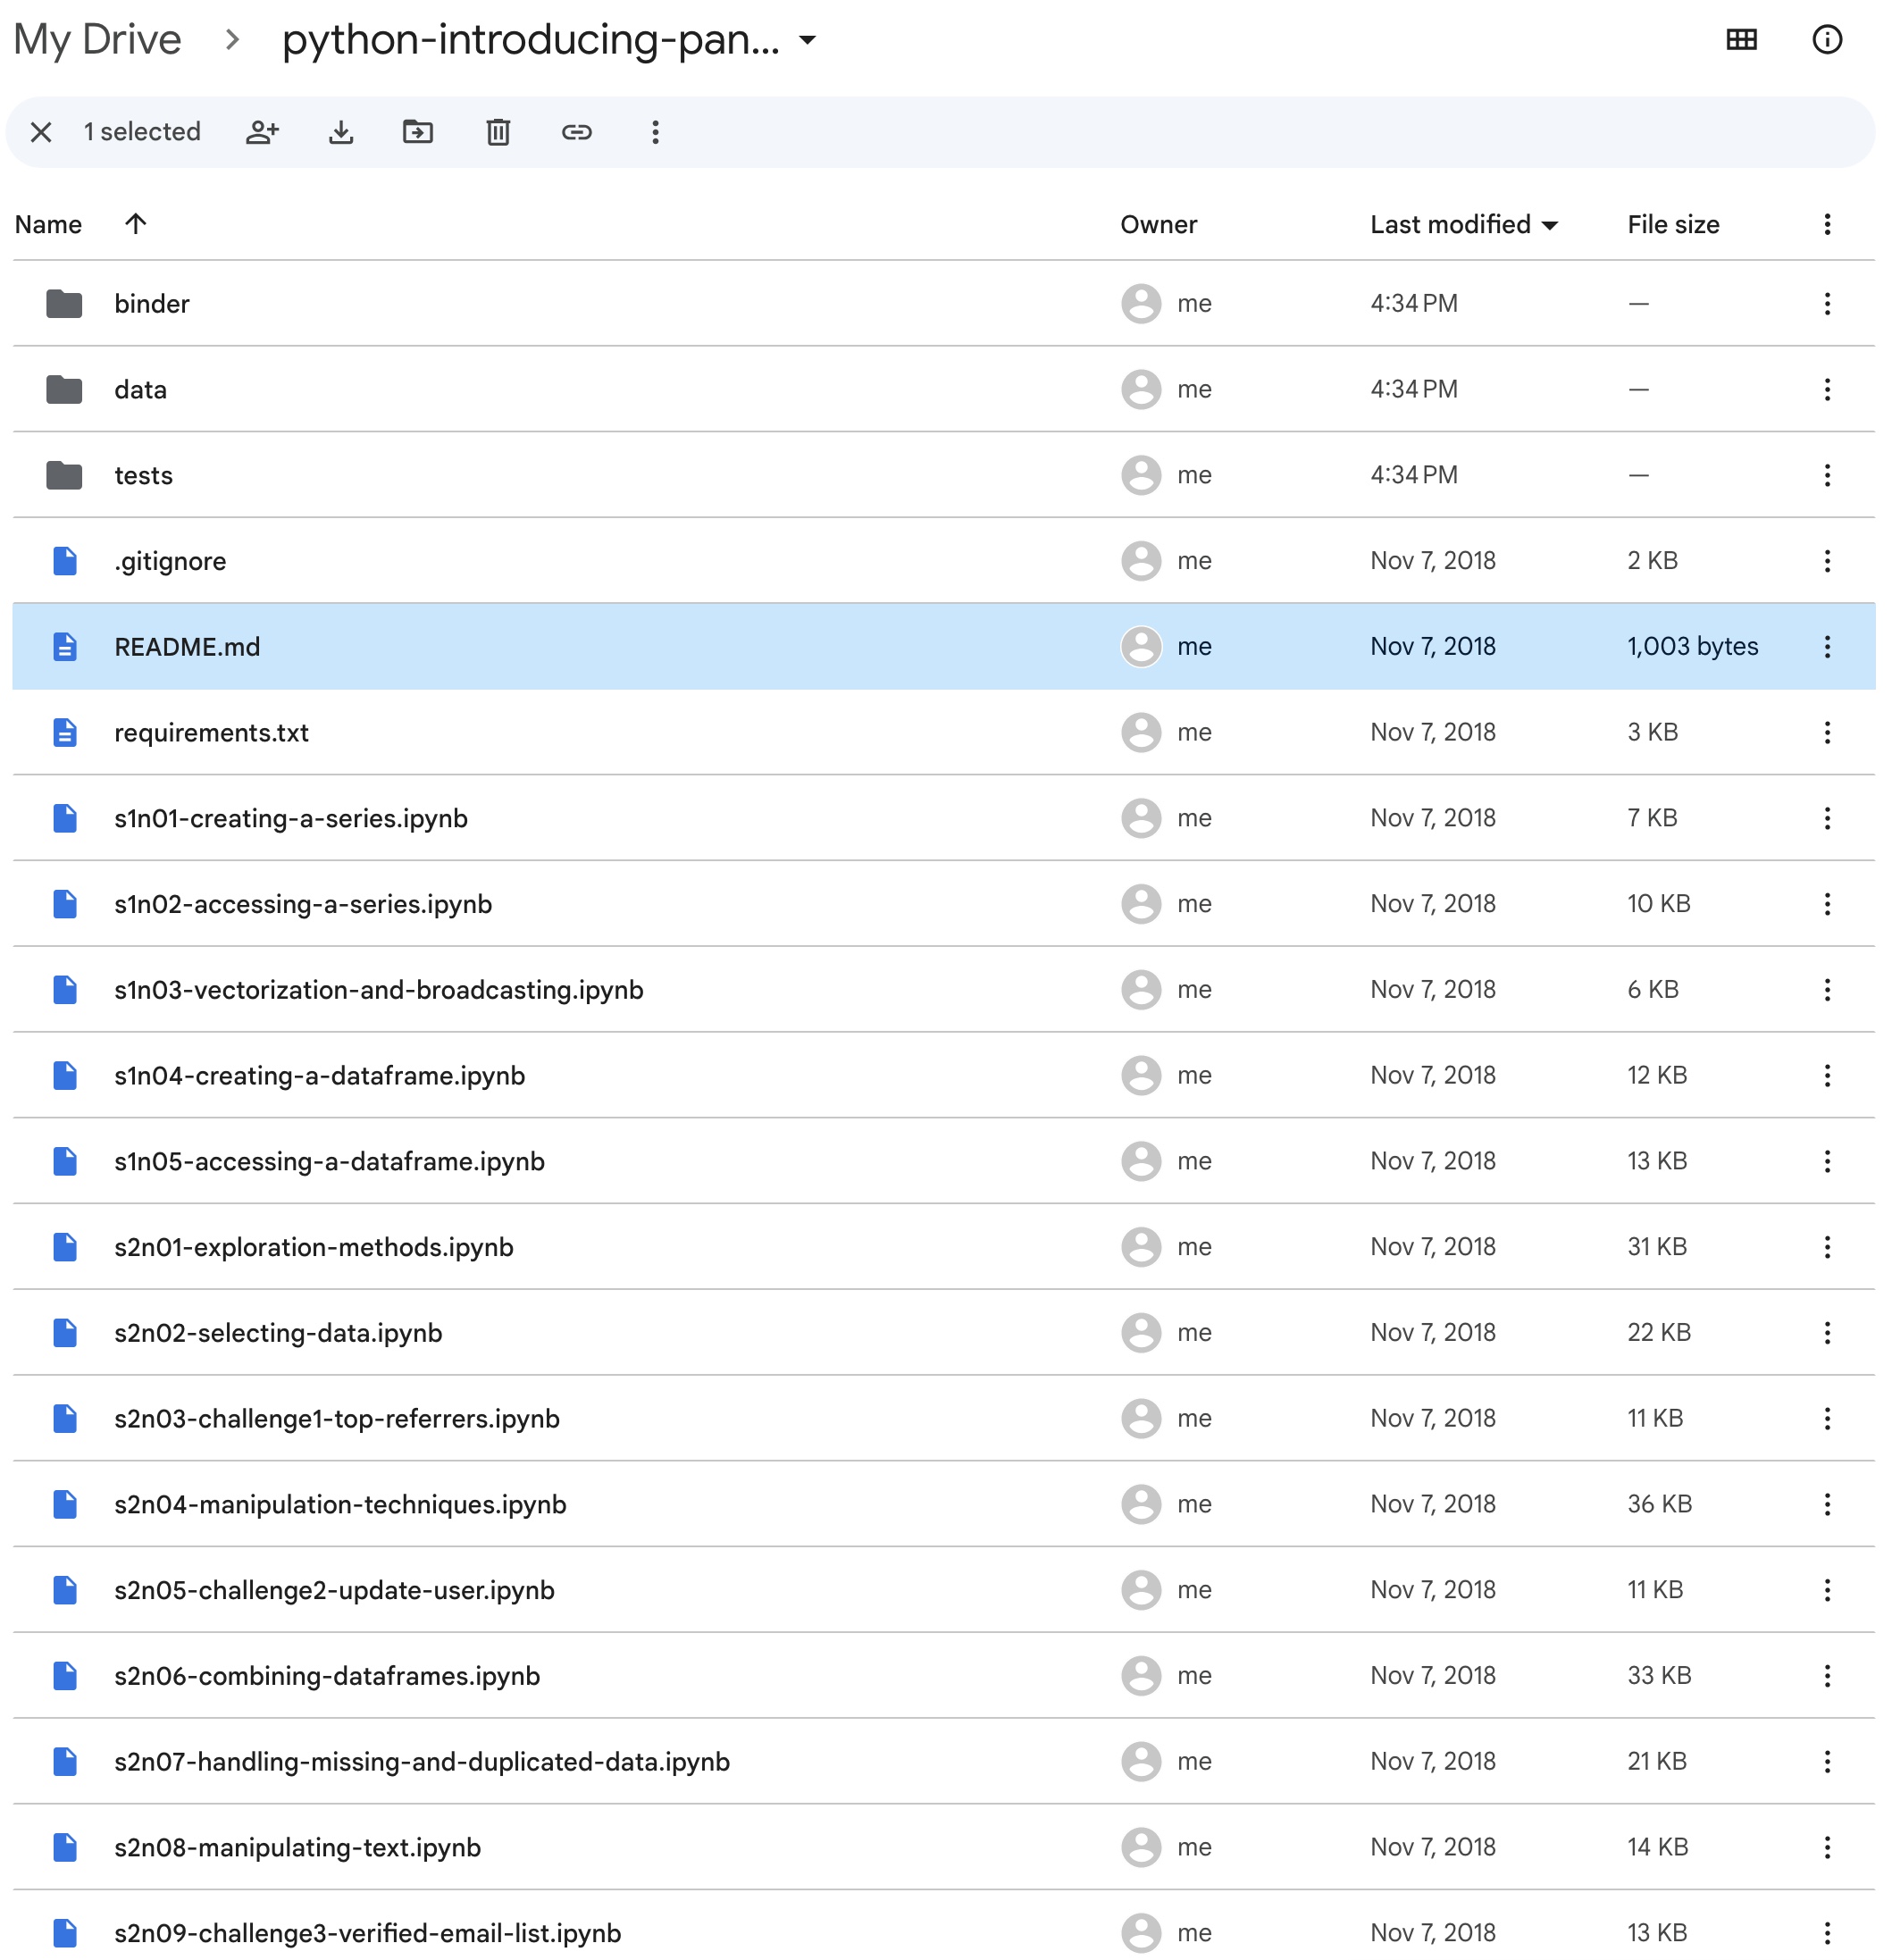 My Drive > python-introducing-pan...
1 selected
Name Owner Last modified File size
binder me 4:34 PM —
data me 4:34 PM —
tests me 4:34 PM —
.gitignore me Nov 7, 2018 2 KB
README.md me Nov 7, 2018 1,003 bytes
requirements.txt me Nov 7, 2018 3 KB
s1n01-creating-a-series.ipynb me Nov 7, 2018 7 KB
s1n02-accessing-a-series.ipynb me Nov 7, 2018 10 KB
s1n03-vectorization-and-broadcasting.ipynb me Nov 7, 2018 6 KB
s1n04-creating-a-dataframe.ipynb me Nov 7, 2018 12 KB
s1n05-accessing-a-dataframe.ipynb me Nov 7, 2018 13 KB
s2n01-exploration-methods.ipynb me Nov 7, 2018 31 KB
s2n02-selecting-data.ipynb me Nov 7, 2018 22 KB
s2n03-challenge1-top-referrers.ipynb me Nov 7, 2018 11 KB
s2n04-manipulation-techniques.ipynb me Nov 7, 2018 36 KB
s2n05-challenge2-update-user.ipynb me Nov 7, 2018 11 KB
s2n06-combining-dataframes.ipynb me Nov 7, 2018 33 KB
s2n07-handling-missing-and-duplicated-data.ipynb me Nov 7, 2018 21 KB
s2n08-manipulating-text.ipynb me Nov 7, 2018 14 KB
s2n09-challenge3-verified-email-list.ipynb me Nov 7, 2018 13 KB